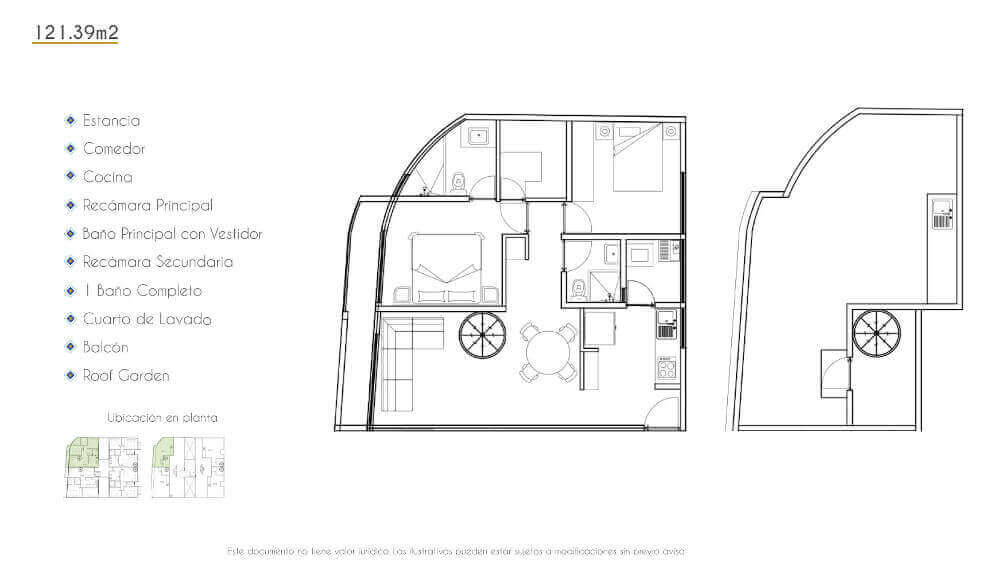 121.39m2
Estancia
Comedor
Cocina
Recámara Principal
Baño Principal con Vestidor
Recámara Secundaria
1 Baño Completo
Cuarto de Lavado
Balcón
Roof Garden
Ubicación en planta
Este documento no tiene valor jurídico. Las ilustrativos pueden estar sujetos a modificaciones sin previo aviso